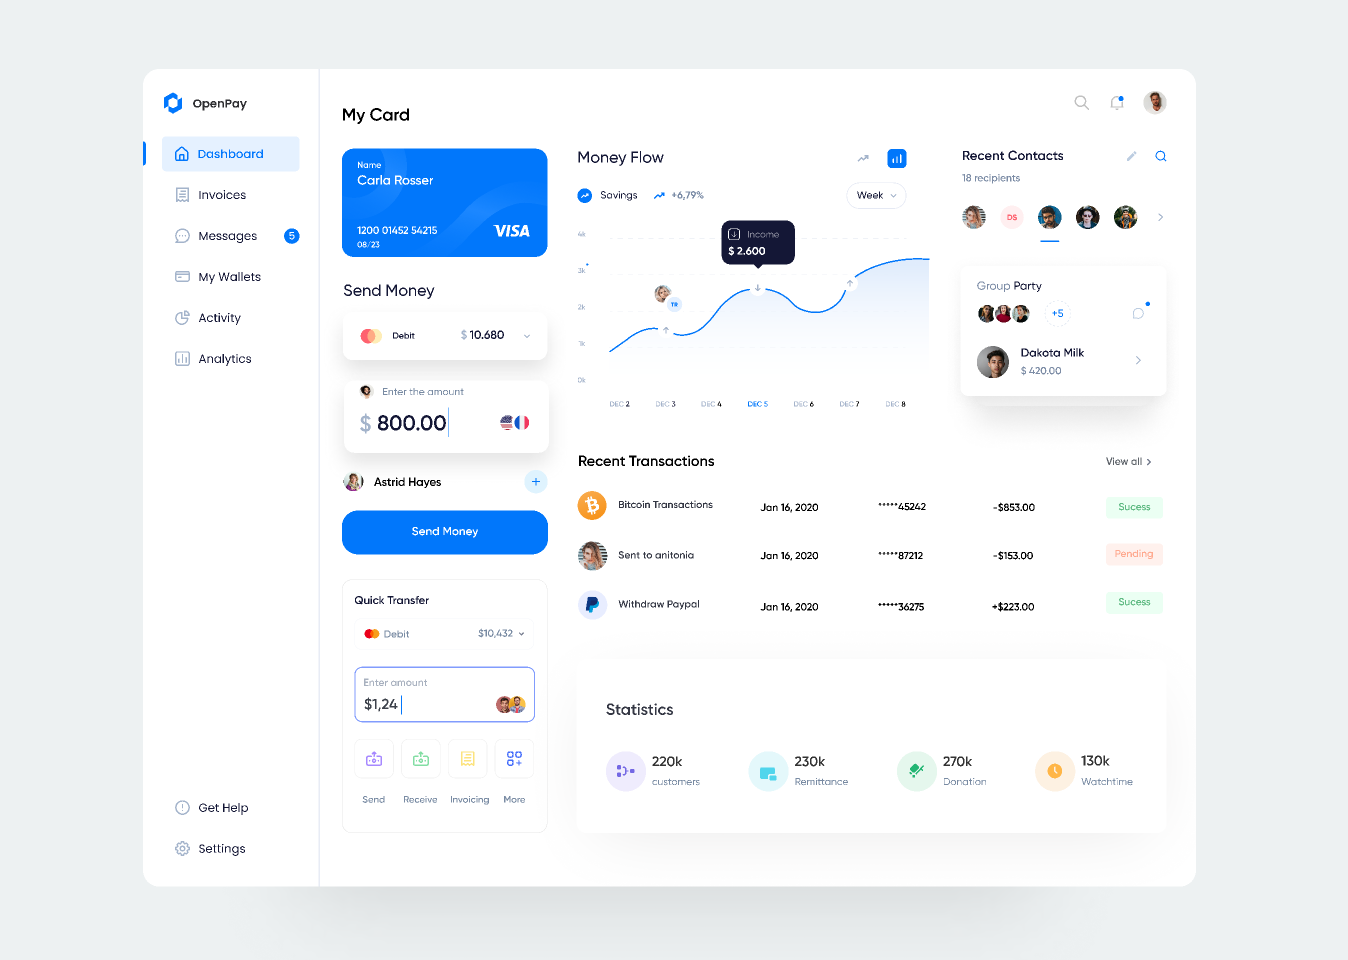 OpenPay
Dashboard
Invoices
Messages 5
My Wallets
Activity
Analytics
Get Help
Settings
My Card
Name
Carla Rosser
1200 01452 54215
08/23
VISA
Send Money
Debit $ 10.680
Enter the amount
$ 800.00
Astrid Hayes +
Send Money
Quick Transfer
Debit $10,432
Enter amount
$1,24
Send Receive Invoicing More
Money Flow
Savings +6,79% Week
4k
3k
2k
1k
0k
Income
$ 2.600
TR
DEC 2 DEC 3 DEC 4 DEC 5 DEC 6 DEC 7 DEC 8
Recent Contacts
18 recipients
DS
Group Party
+5
Dakota Milk
$ 420.00
Recent Transactions View all
Bitcoin Transactions Jan 16, 2020 *****45242 -$853.00 Sucess
Sent to anitonia Jan 16, 2020 *****87212 -$153.00 Pending
Withdraw Paypal Jan 16, 2020 *****36275 +$223.00 Sucess
Statistics
220k
customers
230k
Remittance
270k
Donation
130k
Watchtime